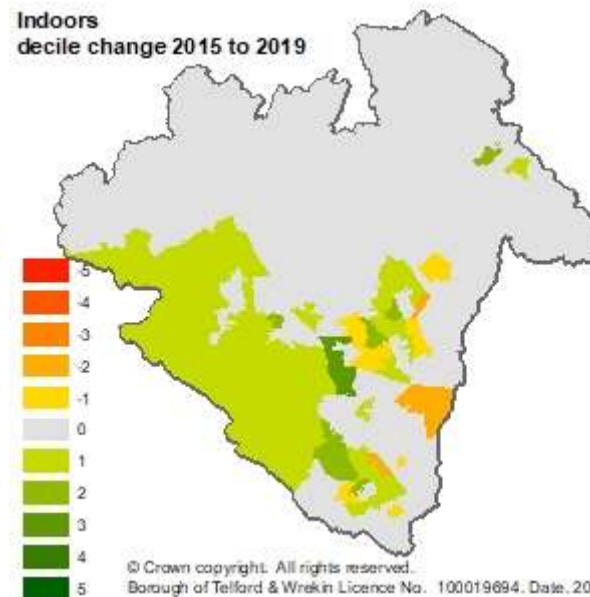 Indoors
decile change 2015 to 2019
-5
-4
-3
-2
-1
0
1
2
3
4
5
© Crown copyright. All rights reserved.
Borough of Telford & Wrekin Licence No. 100019694. Date. 20